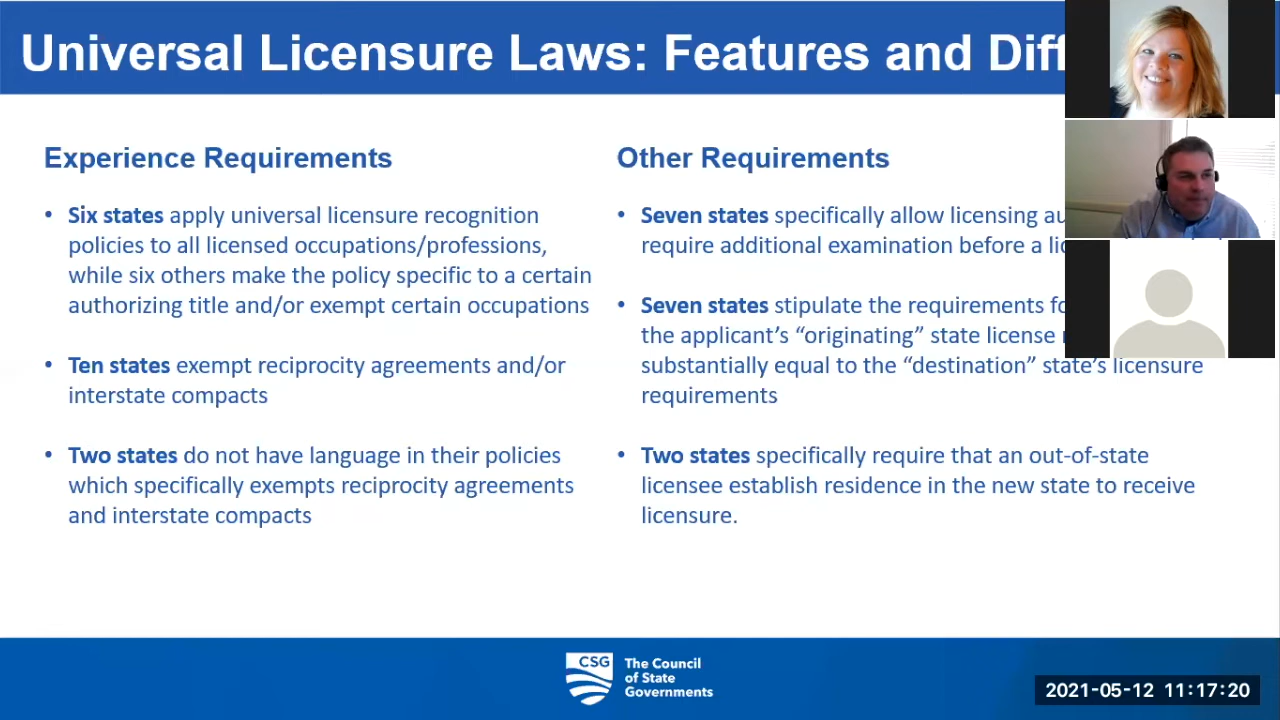 Universal Licensure Laws: Features and
Experience Requirements
• Six states apply universal licensure recognition
policies to all licensed occupations/professions,
while six others make the policy specific to a certain
authorizing title and/or exempt certain occupations
• Ten states exempt reciprocity agreements and/or
interstate compacts
• Two states do not have language in their policies
which specifically exempts reciprocity agreements
and interstate compacts
Other Requirements
• Seven states specifically allow licensing
require additional examination before a
• Seven states stipulate the requirements
the applicant's “originating” state license
substantially equal to the “destination” state's licensure
requirements
• Two states specifically require that an out-of-state
licensee establish residence in the new state to receive
licensure.
CSG
The Council
of State
Governments
2021-05-12 11:17:20